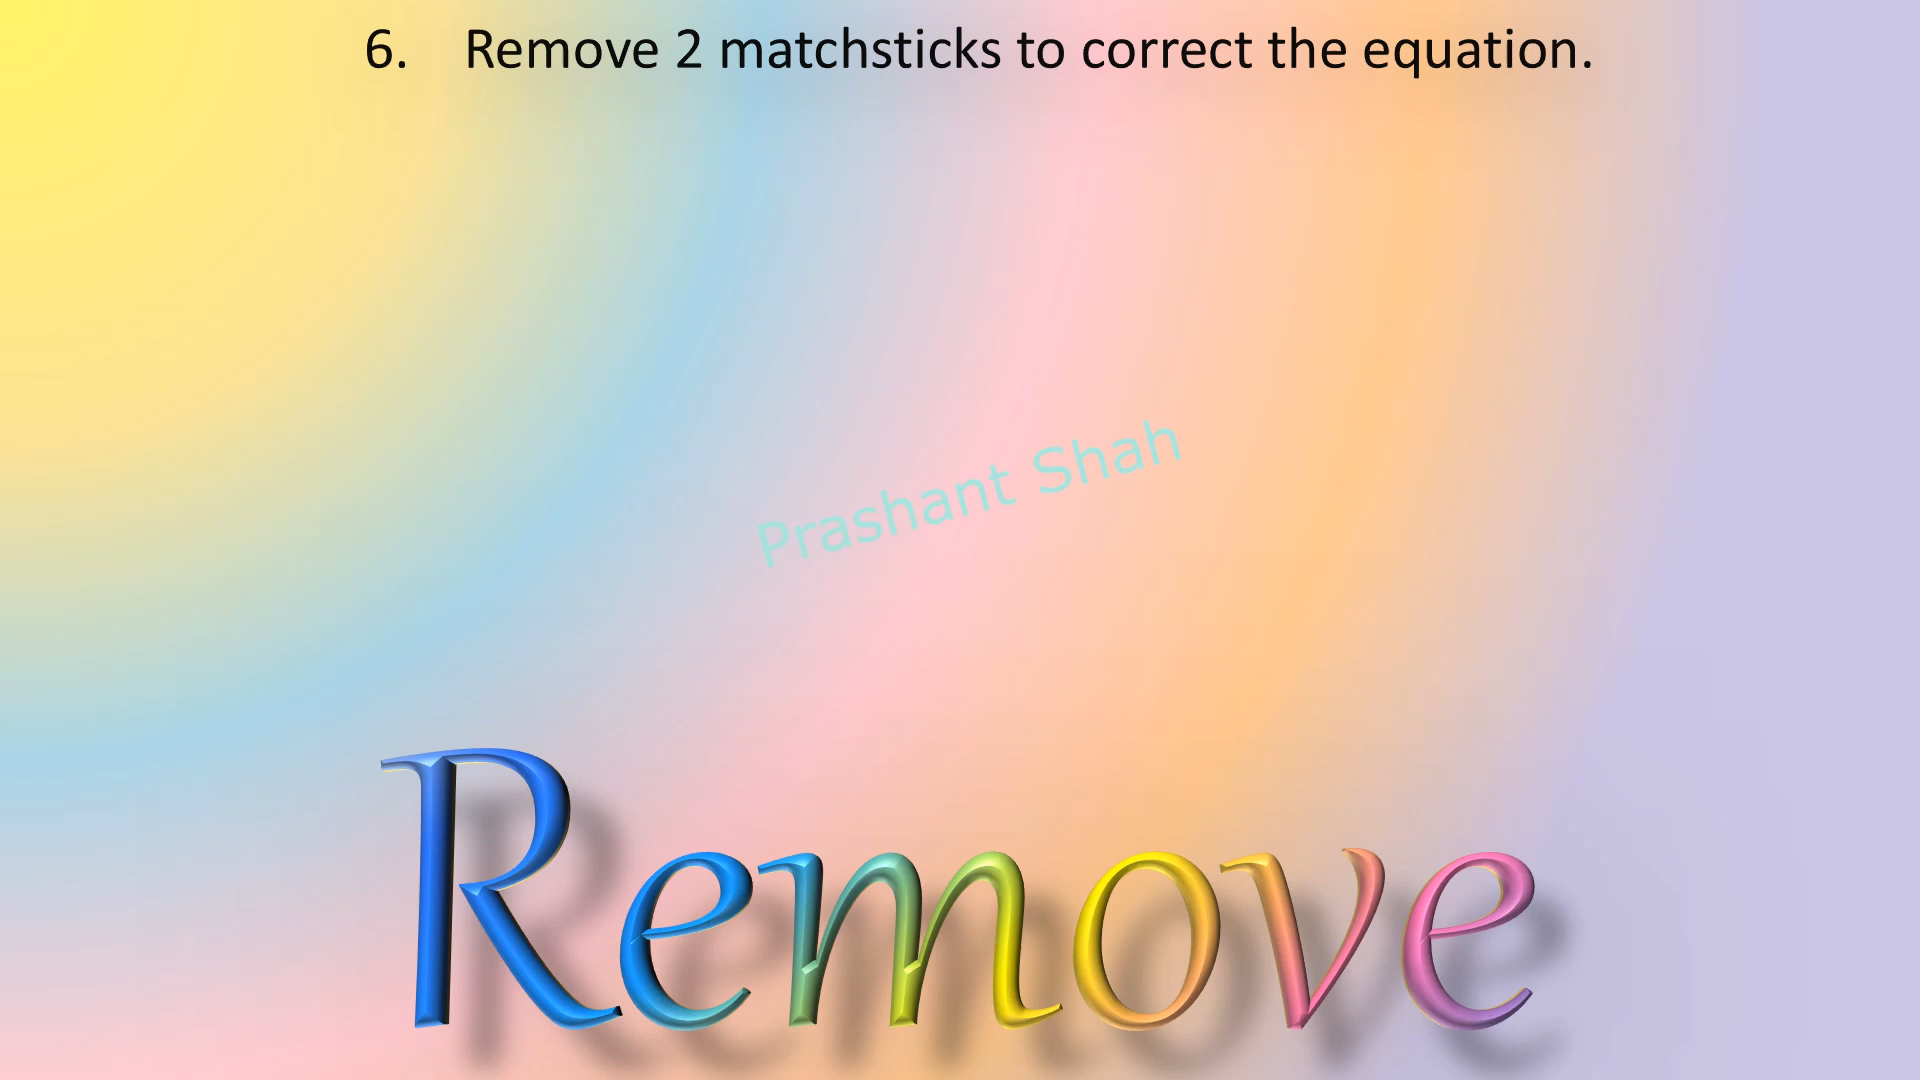 6. Remove 2 matchsticks to correct the equation.
Prashant Shah
Remove